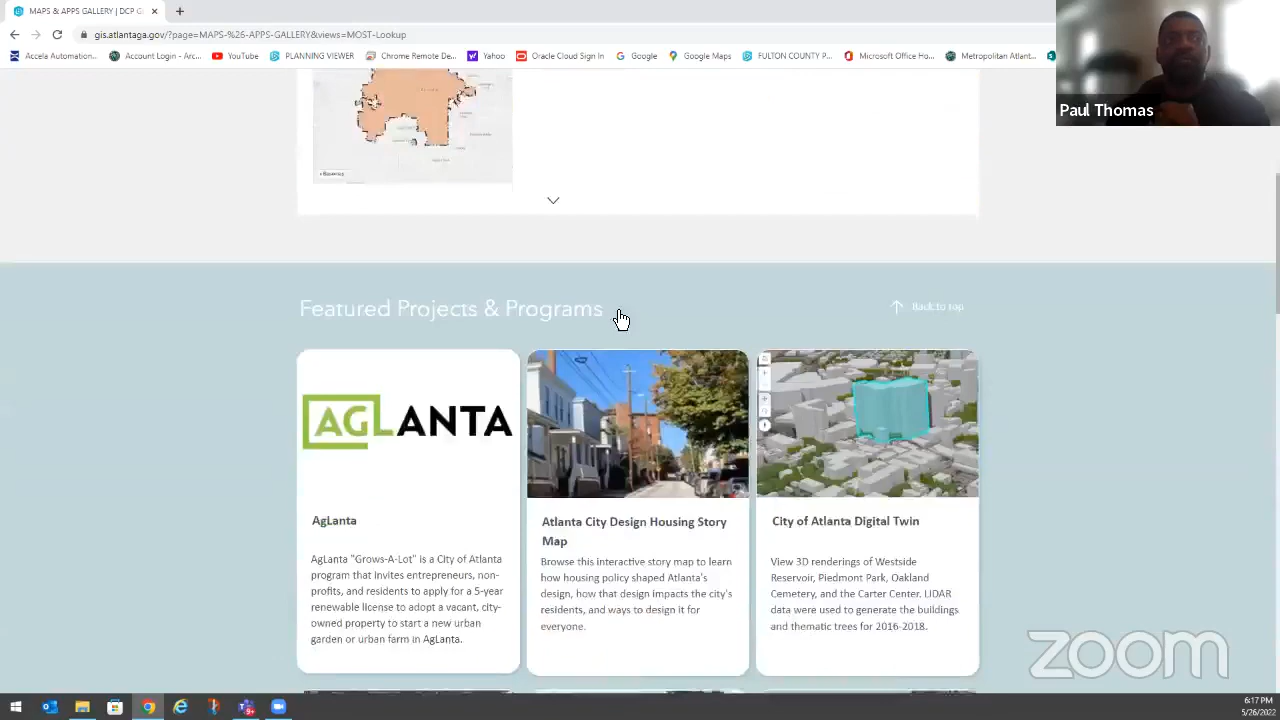 MAPS & APPS GALLERY | DCP G
gis.atlantaga.gov/?page=MAPS-%26-APPS-GALLERY&views=MOST-Lookup
Accela Automation...
Account Login - Arc...
YouTube
PLANNING VIEWER
Chrome Remote De...
Yahoo
Oracle Cloud Sign In
Google
Google Maps
FULTON COUNTY P...
Microsoft Office Ho...
Metropolitan Atlant...
Paul Thomas
Featured Projects & Programs
Back to top
AGLANTA
AgLanta
AgLanta "Grows-A-Lot" is a City of Atlanta
program that invites entrepreneurs, non-
profits, and residents to apply for a 5-year
renewable license to adopt a vacant, city-
owned property to start a new urban
garden or urban farm in AgLanta.
Atlanta City Design Housing Story
Map
Browse this interactive story map to learn
how housing policy shaped Atlanta's
design, how that design impacts the city's
residents, and ways to design it for
everyone.
City of Atlanta Digital Twin
View 3D renderings of Westside
Reservoir, Piedmont Park, Oakland
Cemetery, and the Carter Center. LIDAR
data were used to generate the buildings
and thematic trees for 2016-2018.
zoom
6:17 PM
5/26/2022